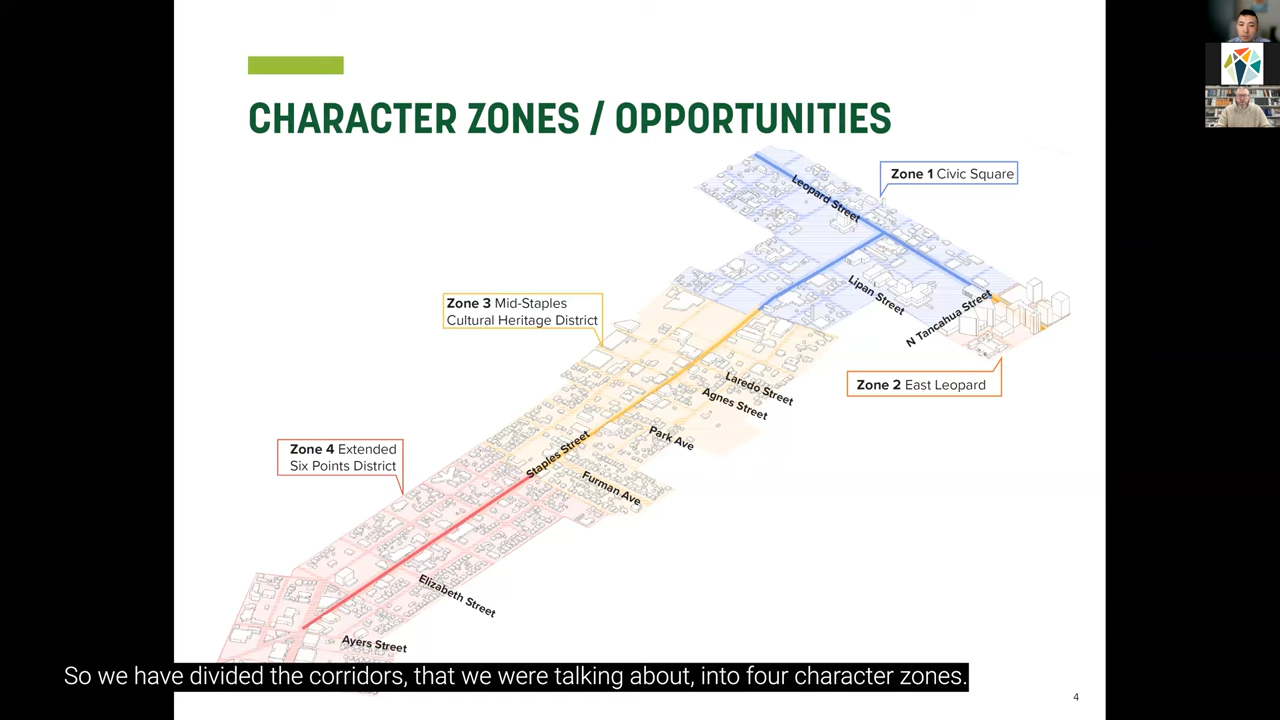 CHARACTER ZONES / OPPORTUNITIES
Leopard Street
Zone 1 Civic Square
Lipan Street
N Tancahua Street
Zone 3 Mid-Staples
Cultural Heritage District
Zone 2 East Leopard
Laredo Street
Agnes Street
Park Ave
Staples Street
Zone 4 Extended
Six Points District
Furman Ave
Elizabeth Street
Ayers Street
So we have divided the corridors, that we were talking about, into four character zones.
4